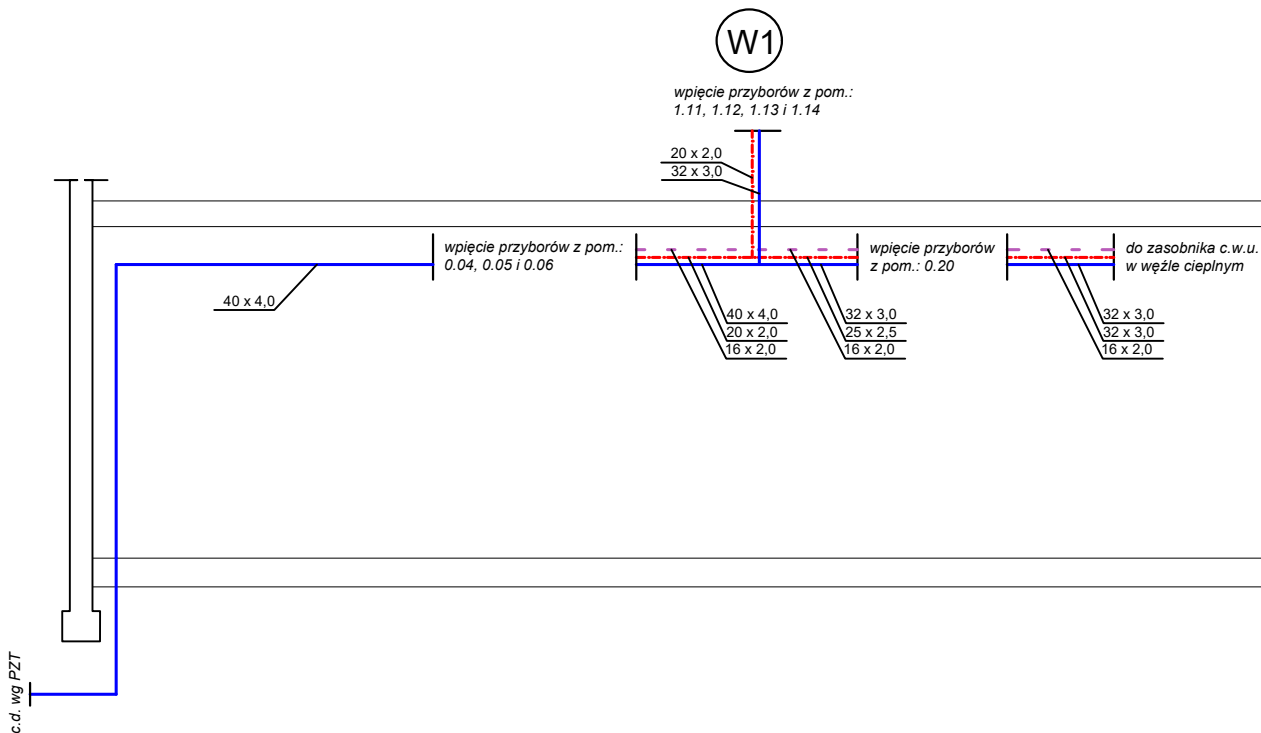 W1
wpięcie przyborów z pom.:
1.11, 1.12, 1.13 i 1.14
20 x 2,0
32 x 3,0
wpięcie przyborów z pom.:
0.04, 0.05 i 0.06
wpięcie przyborów
z pom.: 0.20
do zasobnika c.w.u.
w węźle cieplnym
40 x 4,0
40 x 4,0
20 x 2,0
16 x 2,0
32 x 3,0
25 x 2,5
16 x 2,0
32 x 3,0
32 x 3,0
16 x 2,0
c.d. wg PZT